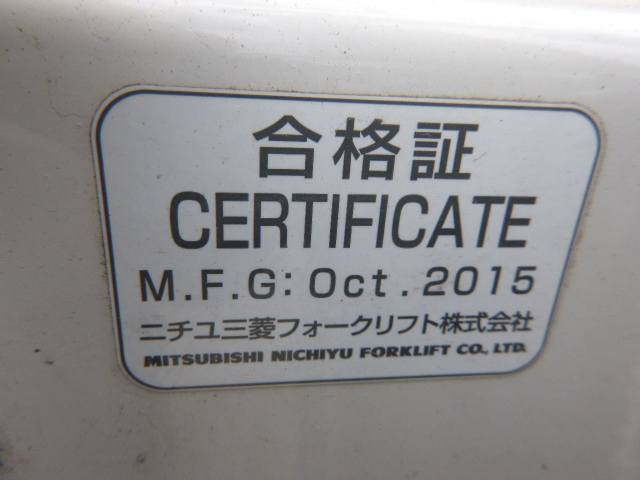 合格証
CERTIFICATE
M.F.G: Oct. 2015
ニチユ三菱フォークリフト株式会社
MITSUBISHI NICHIYU FORKLIFT CO., LTD.